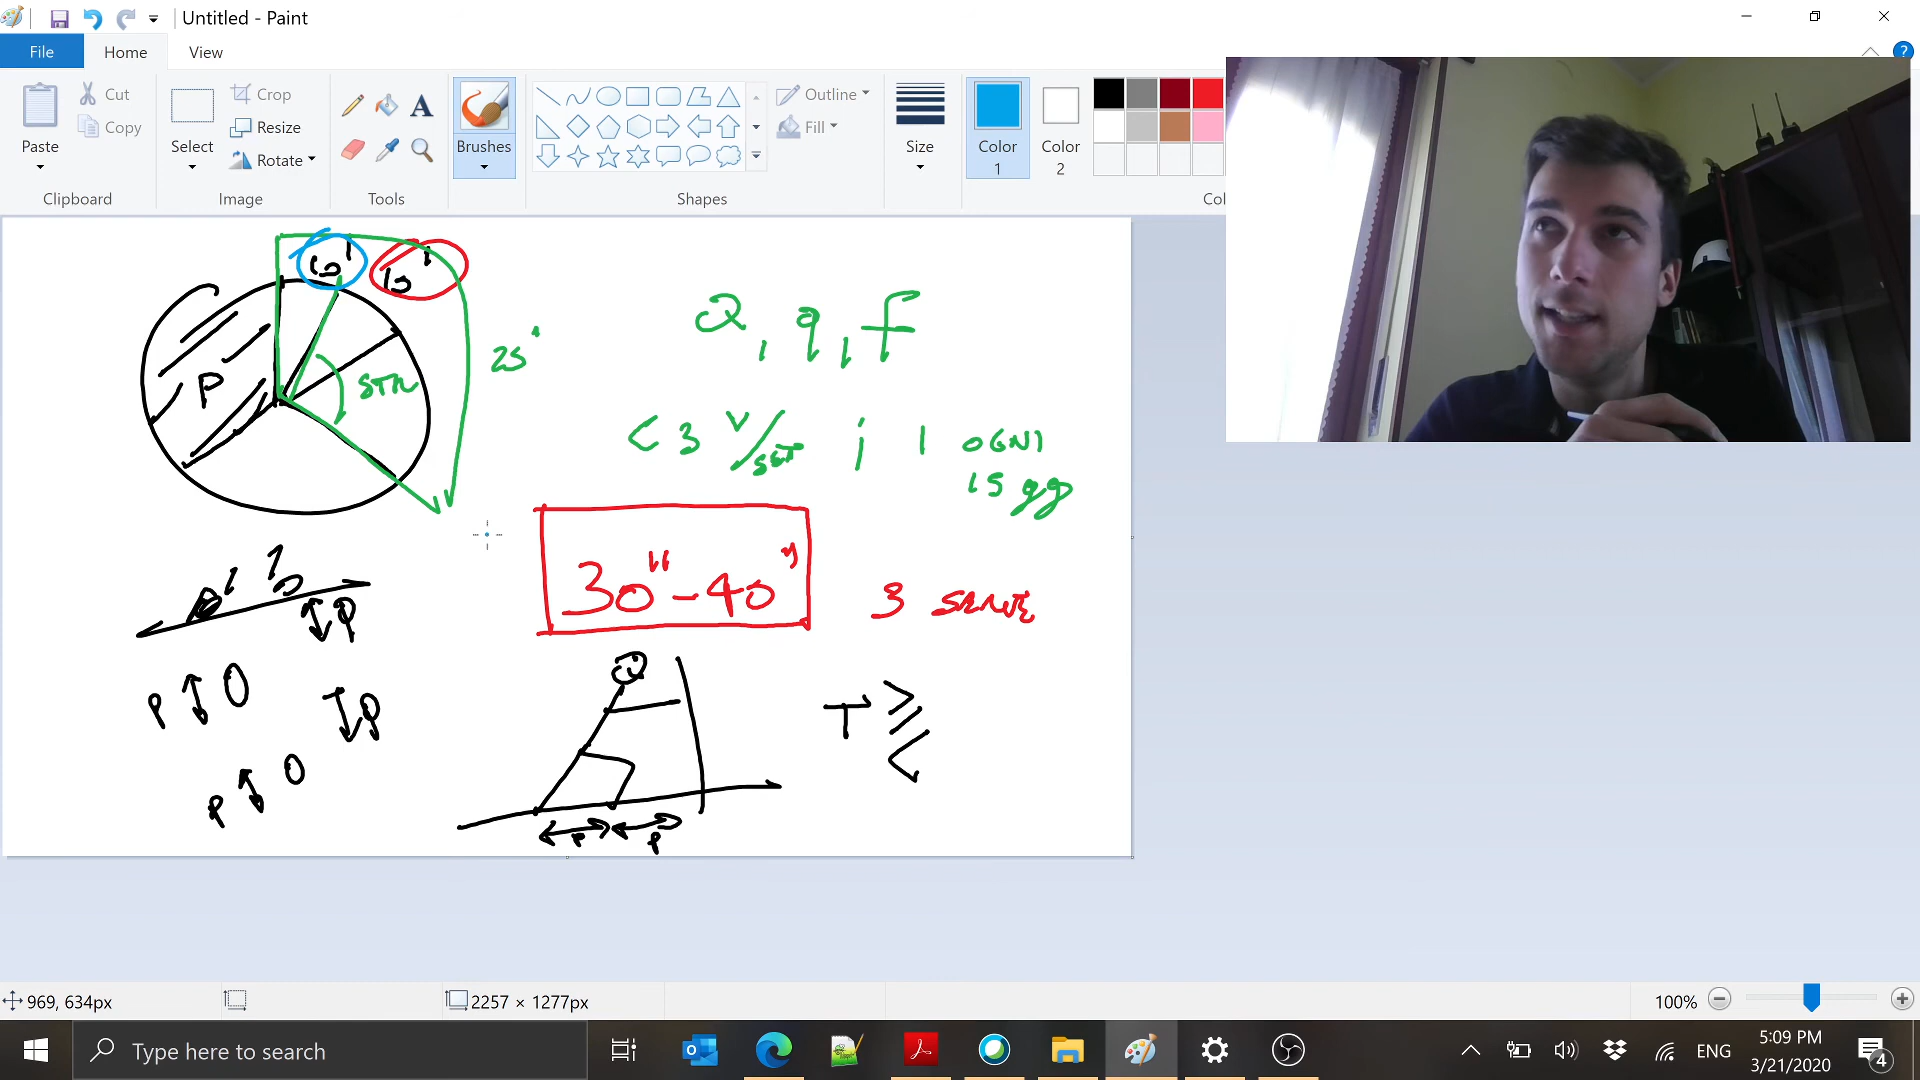 Untitled - Paint
File
Home
View
Paste
Cut
Copy
Clipboard
Select
Crop
Resize
Rotate
Image
A
Tools
Brushes
Outline
Fill
Shapes
Size
Color
1
Color
2
Col
?
P
STR
25'
Q, q, f
< 3 V/SET ; 1 OGNI
15 gg
30" - 40"
3 SERIE
P
P
P
P
T
P
P
969, 634px
2257 × 1277px
100%
Type here to search
ENG
5:09 PM
3/21/2020
4